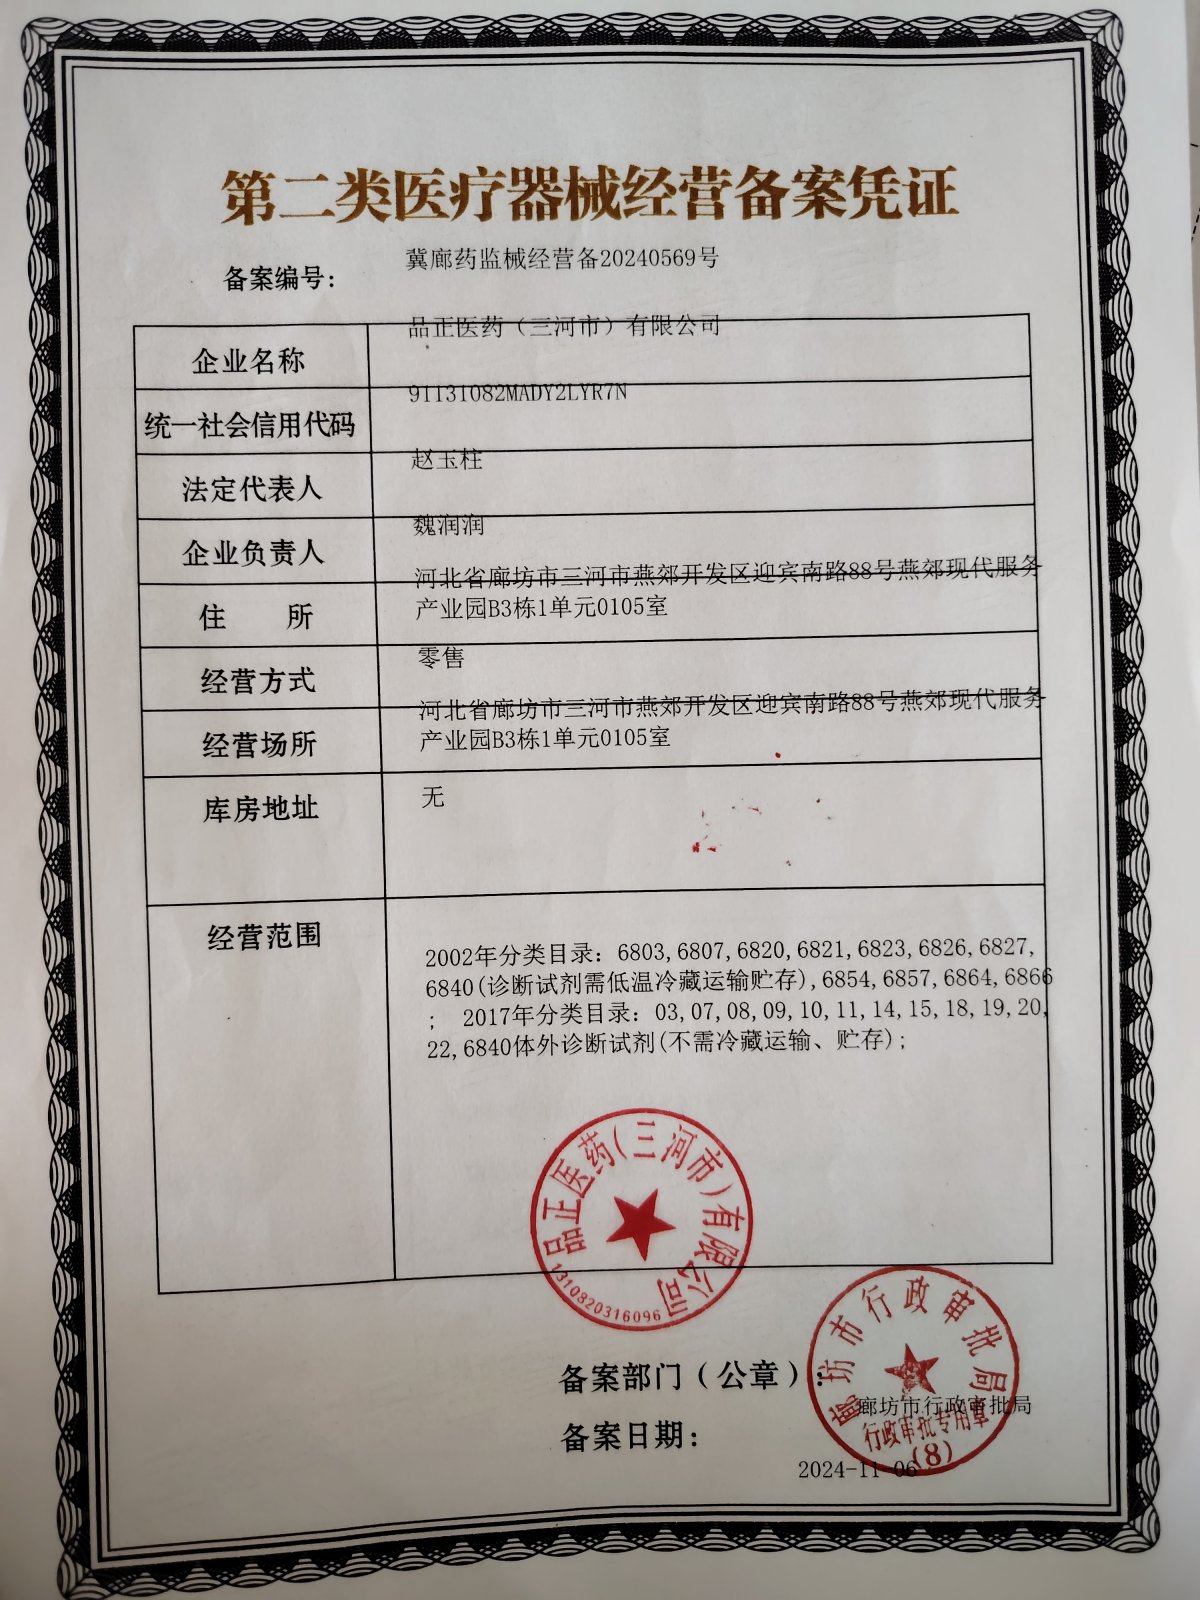 第二类医疗器械经营备案凭证
备案编号: 冀廊药监械经营备20240569号
企业名称 品正医药（三河市）有限公司
统一社会信用代码 91131082MADY2LYR7N
法定代表人 赵玉柱
企业负责人 魏润润
住 所 河北省廊坊市三河市燕郊开发区迎宾南路88号燕郊现代服务
产业园B3栋1单元0105室
经营方式 零售
经营场所 河北省廊坊市三河市燕郊开发区迎宾南路88号燕郊现代服务
产业园B3栋1单元0105室
库房地址 无
经营范围
2002年分类目录: 6803,6807,6820,6821,6823,6826,6827,
6840(诊断试剂需低温冷藏运输贮存),6854,6857,6864,6866
; 2017年分类目录: 03,07,08,09,10,11,14,15,18,19,20,
22,6840体外诊断试剂(不需冷藏运输、贮存);
品正医药(三河市)有限公司
1310820316096
备案部门（公章）:
廊坊市行政审批局
廊坊市行政审批局
行政审批专用章
(8)
备案日期:
2024-11-06